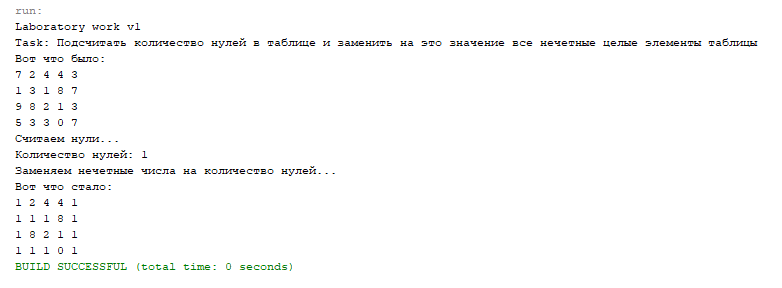 run:
Laboratory work v1
Task: Подсчитать количество нулей в таблице и заменить на это значение все нечетные целые элементы таблицы
Вот что было:
7 2 4 4 3
1 3 1 8 7
9 8 2 1 3
5 3 3 0 7
Считаем нули...
Количество нулей: 1
Заменяем нечетные числа на количество нулей...
Вот что стало:
1 2 4 4 1
1 1 1 8 1
1 8 2 1 1
1 1 1 0 1
BUILD SUCCESSFUL (total time: 0 seconds)